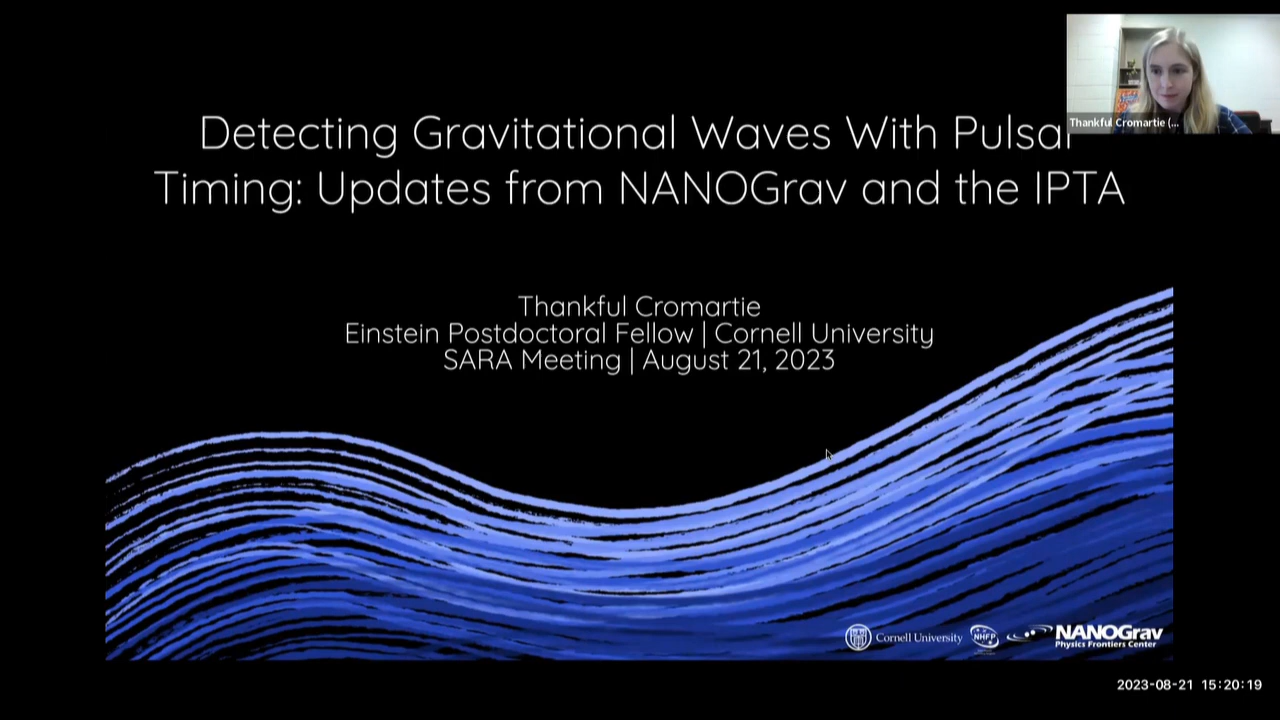 Detecting Gravitational Waves With Pulsar
Timing: Updates from NANOGrav and the IPTA
Thankful Cromartie (...
Thankful Cromartie
Einstein Postdoctoral Fellow | Cornell University
SARA Meeting | August 21, 2023
Cornell University
NHFP
NANOGrav
Physics Frontiers Center
2023-08-21 15:20:19